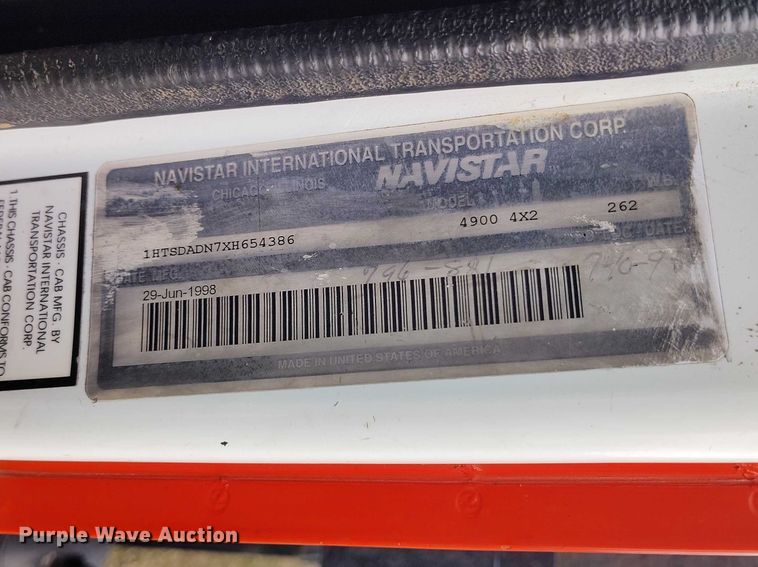 NAVISTAR INTERNATIONAL TRANSPORTATION CORP.
CHICAGO, ILLINOIS
NAVISTAR
MODEL
W.B.
1HTSDADN7XH654386
4900 4X2
262
DATE MFG.
29-Jun-1998
MADE IN UNITED STATES OF AMERICA
CHASSIS - CAB MFG. BY
NAVISTAR INTERNATIONAL
TRANSPORTATION CORP.
1.THIS CHASSIS - CAB CONFORMS TO
Purple Wave Auction